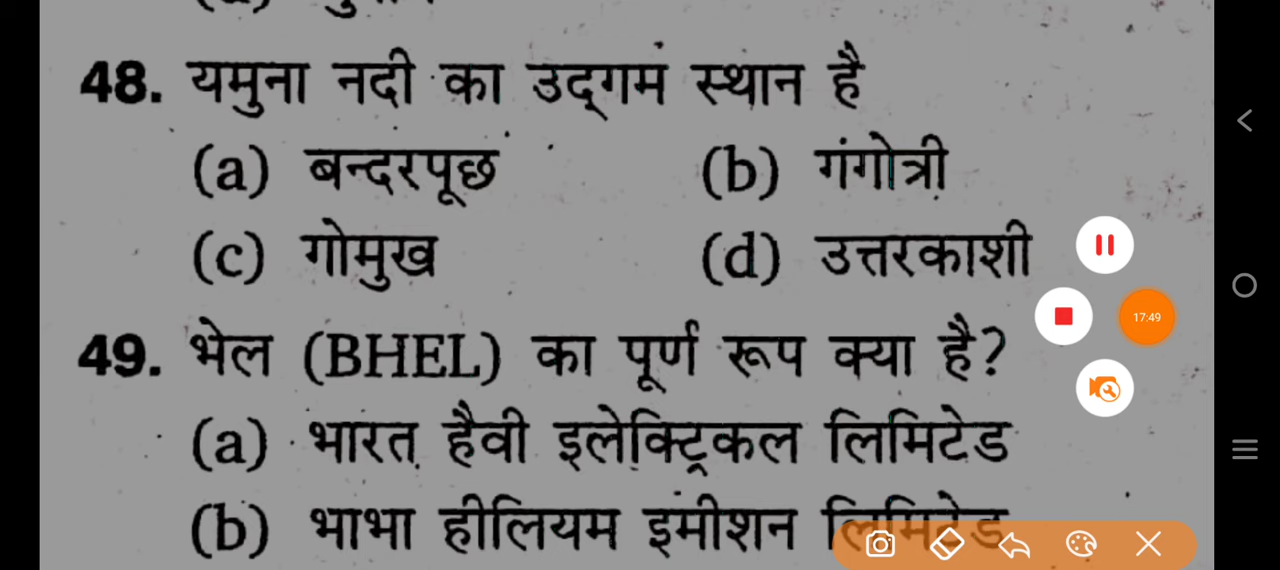 48. यमुना नदी का उद्गम स्थान है
(a) बन्दरपूछ (b) गंगोत्री
(c) गोमुख (d) उत्तरकाशी
49. भेल (BHEL) का पूर्ण रूप क्या है?
17:49
(a) भारत हैवी इलेक्ट्रिकल लिमिटेड
(b) भाभा हीलियम इमीशन लिमिटेड